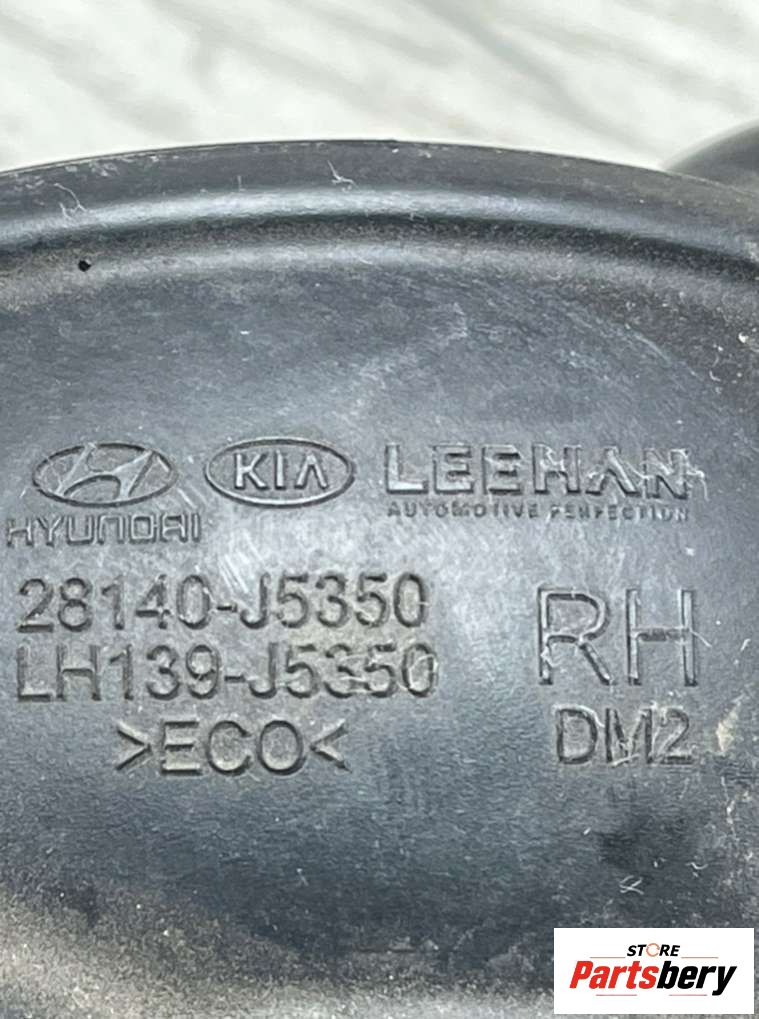 HYUNDAI
KIA
LEEHAN
AUTOMOTIVE PERFECTION
28140-J5350
LH139-J5350
>ECO<
RH
DM2
STORE
Partsbery